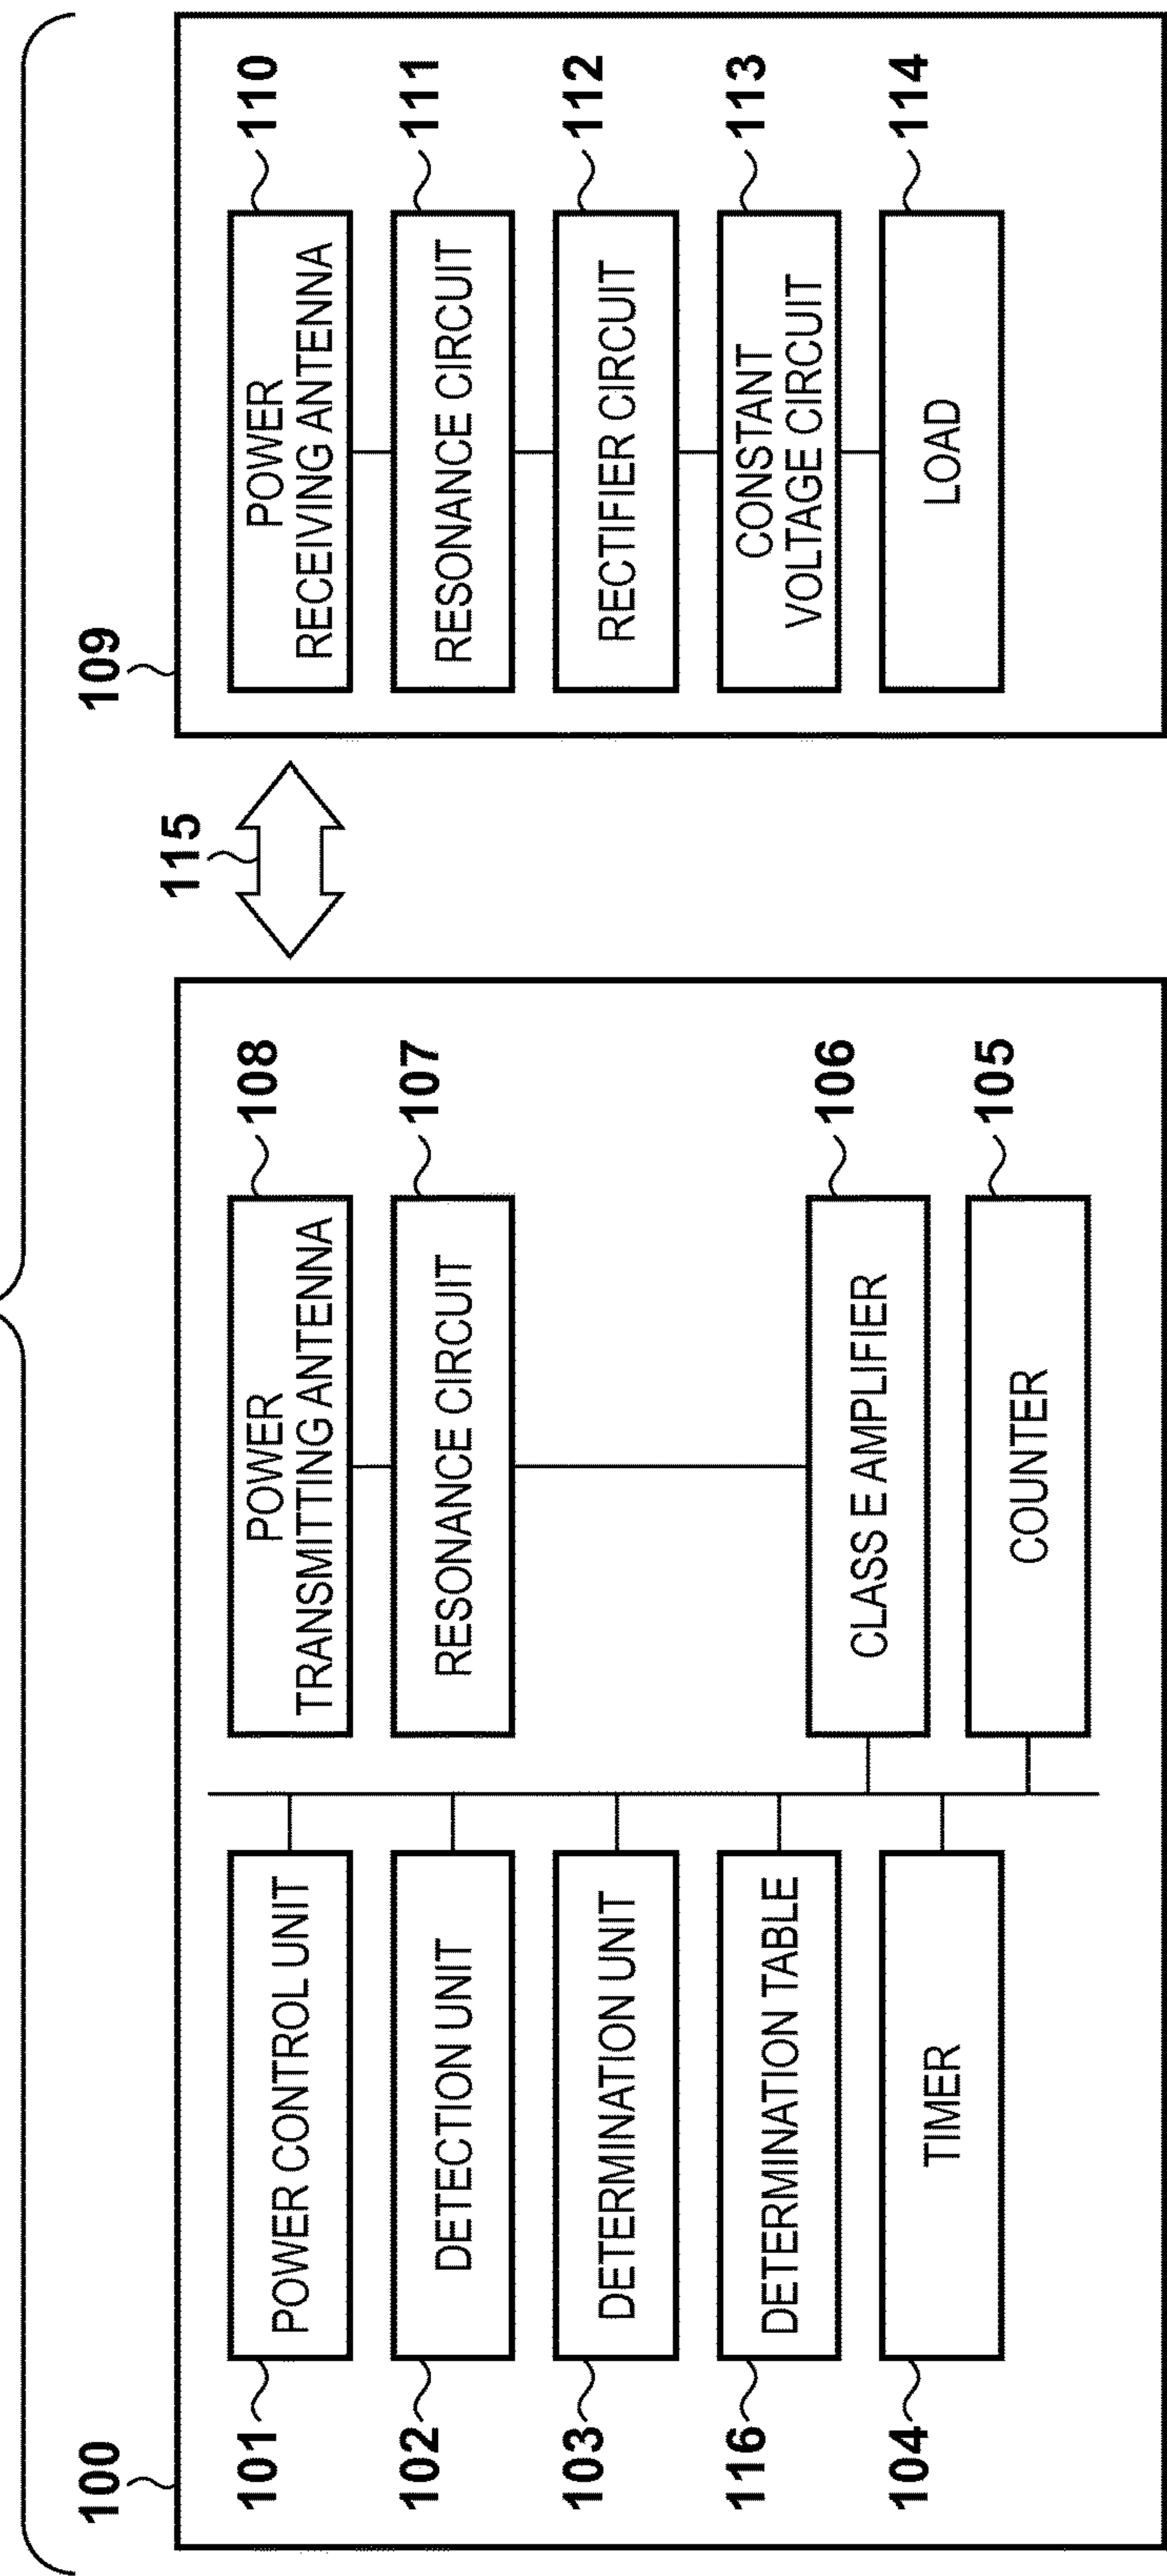 100
101
POWER CONTROL UNIT
102
DETECTION UNIT
103
DETERMINATION UNIT
116
DETERMINATION TABLE
104
TIMER
POWER
TRANSMITTING ANTENNA
108
RESONANCE CIRCUIT
107
CLASS E AMPLIFIER
106
COUNTER
105
115
109
POWER
RECEIVING ANTENNA
110
RESONANCE CIRCUIT
111
RECTIFIER CIRCUIT
112
CONSTANT
VOLTAGE CIRCUIT
113
LOAD
114